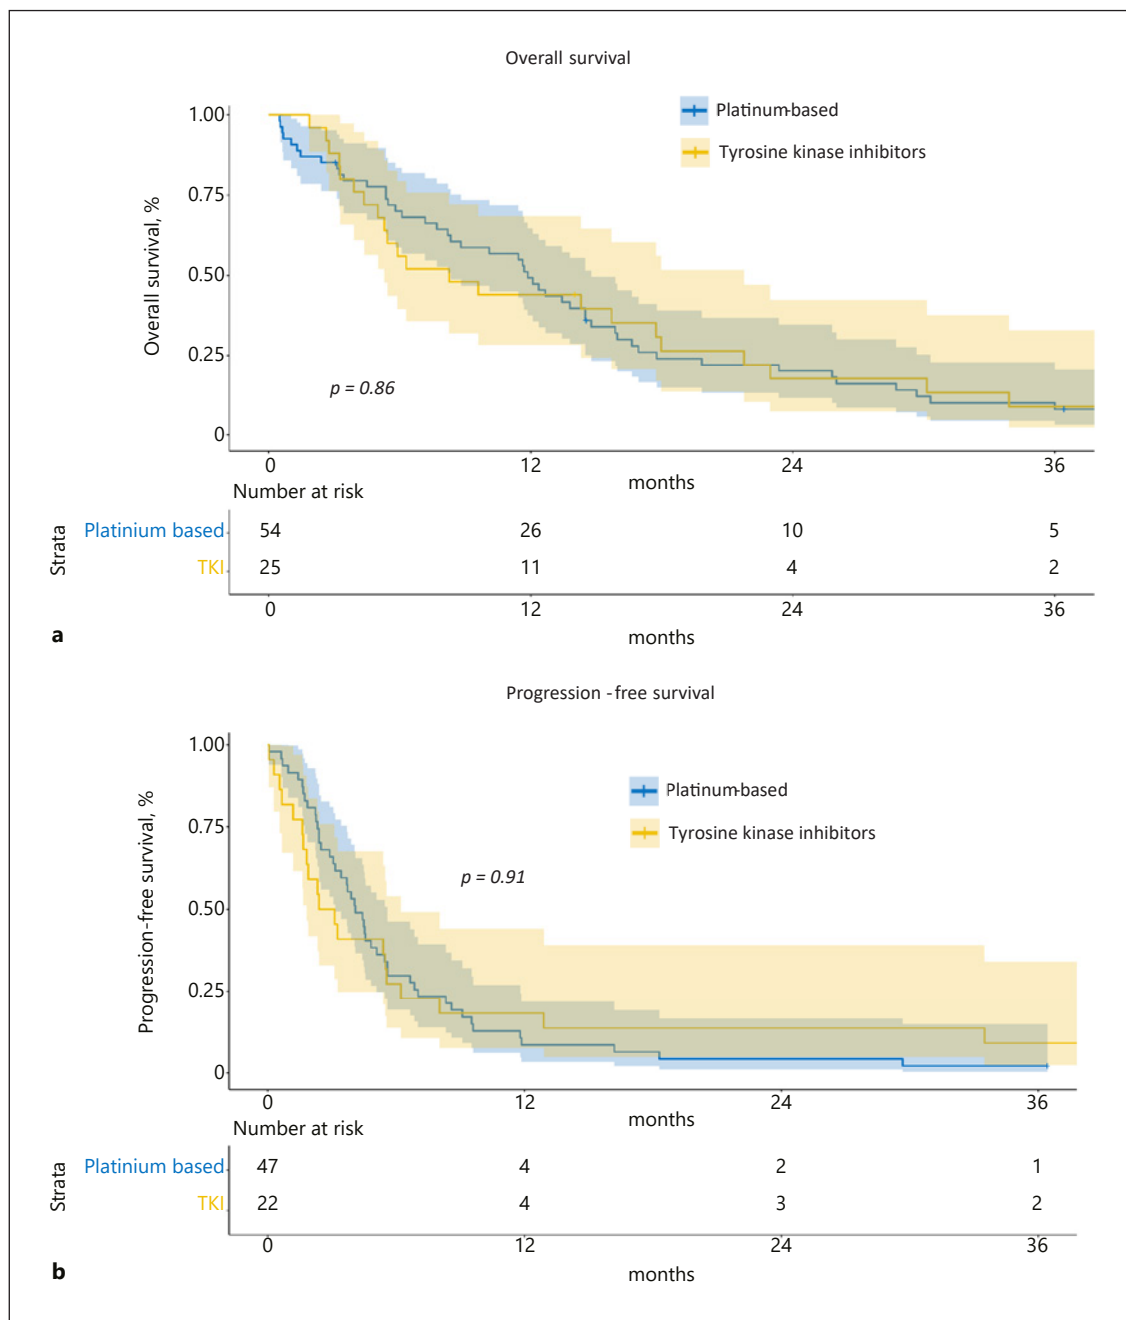 Overall survival
Platinum-based
Tyrosine kinase inhibitors
Overall survival, %
1.00
0.75
0.50
0.25
0
p = 0.86
0 12 24 36
months
Number at risk
Strata
Platinium based 54 26 10 5
TKI 25 11 4 2
0 12 24 36
months
a
Progression -free survival
Platinum-based
Tyrosine kinase inhibitors
Progression-free survival, %
1.00
0.75
0.50
0.25
0
p = 0.91
0 12 24 36
months
Number at risk
Strata
Platinium based 47 4 2 1
TKI 22 4 3 2
0 12 24 36
months
b